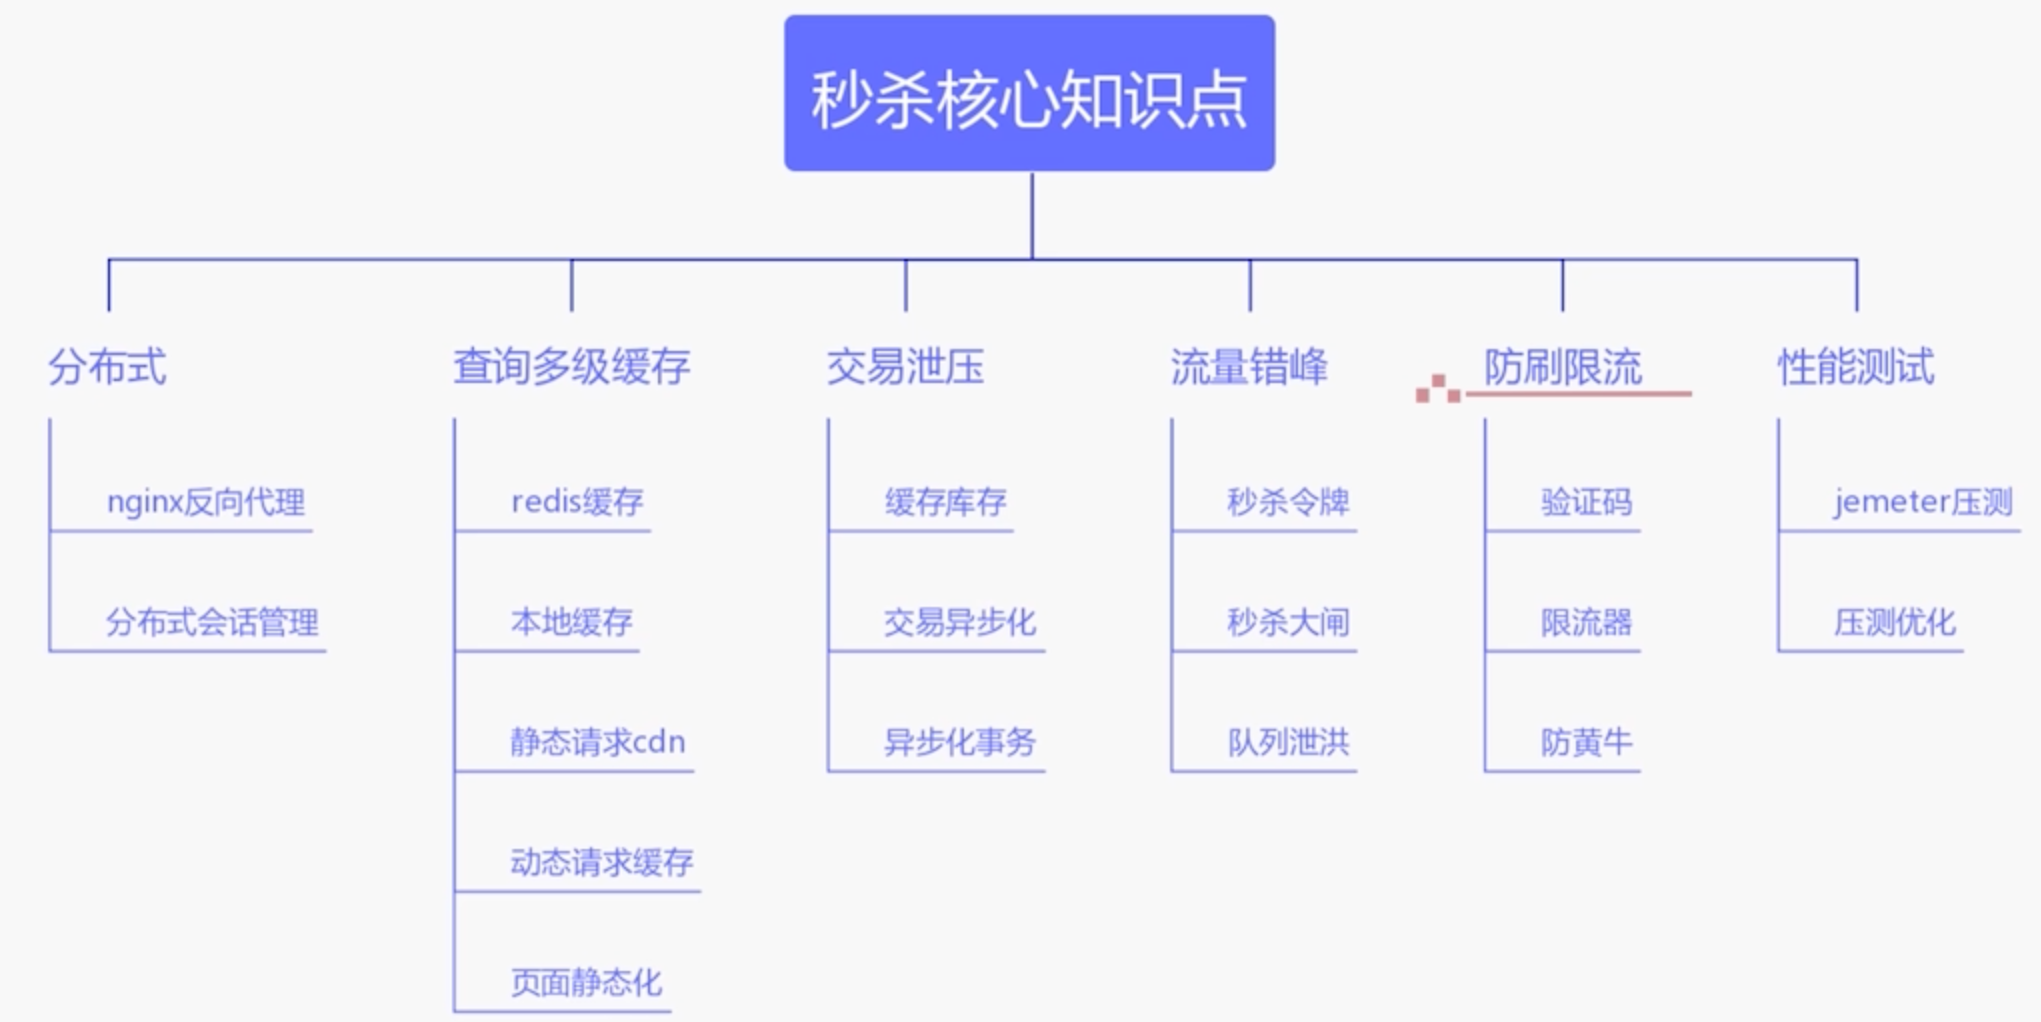 秒杀核心知识点
分布式
nginx反向代理
分布式会话管理
查询多级缓存
redis缓存
本地缓存
静态请求cdn
动态请求缓存
页面静态化
交易泄压
缓存库存
交易异步化
异步化事务
流量错峰
秒杀令牌
秒杀大闸
队列泄洪
防刷限流
验证码
限流器
防黄牛
性能测试
jemeter压测
压测优化